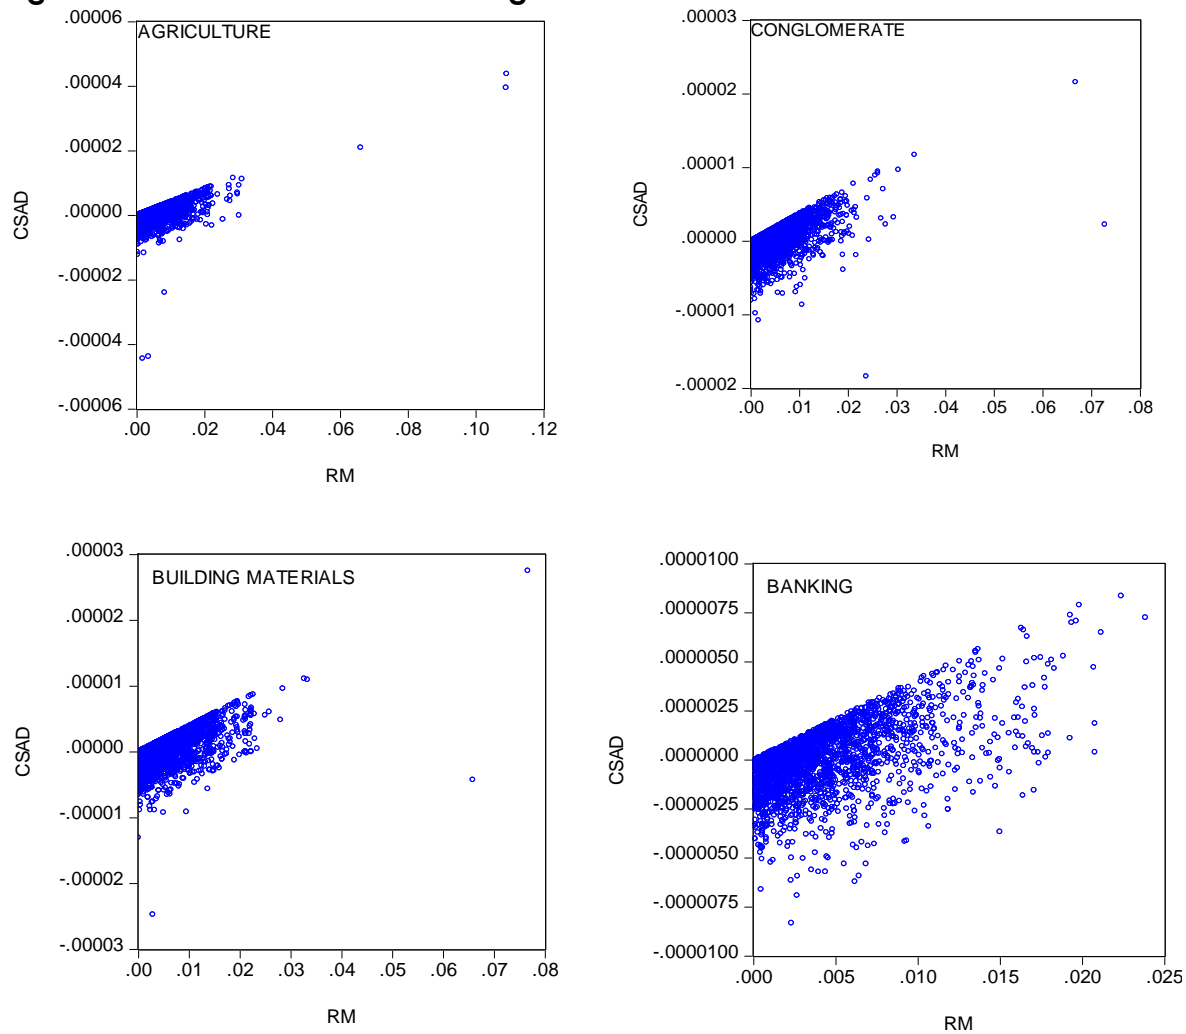 AGRICULTURE
.00006
.00004
.00002
.00000
-.00002
-.00004
-.00006
CSAD
.00 .02 .04 .06 .08 .10 .12
RM
CONGLOMERATE
.00003
.00002
.00001
.00000
-.00001
-.00002
CSAD
.00 .01 .02 .03 .04 .05 .06 .07 .08
RM
BUILDING MATERIALS
.00003
.00002
.00001
.00000
-.00001
-.00002
-.00003
CSAD
.00 .01 .02 .03 .04 .05 .06 .07 .08
RM
BANKING
.0000100
.0000075
.0000050
.0000025
.0000000
-.0000025
-.0000050
-.0000075
-.0000100
CSAD
.000 .005 .010 .015 .020 .025
RM